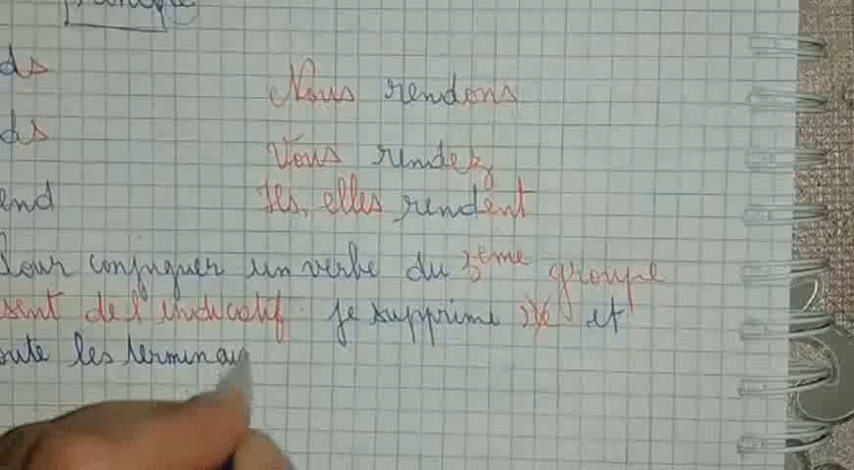 ds
Nous rendons
ds
Vous rendez
end
Ils, elles rendent
Pour conjuguer un verbe du 3ème groupe
sent de l'indicatif je supprime et
oute les terminai